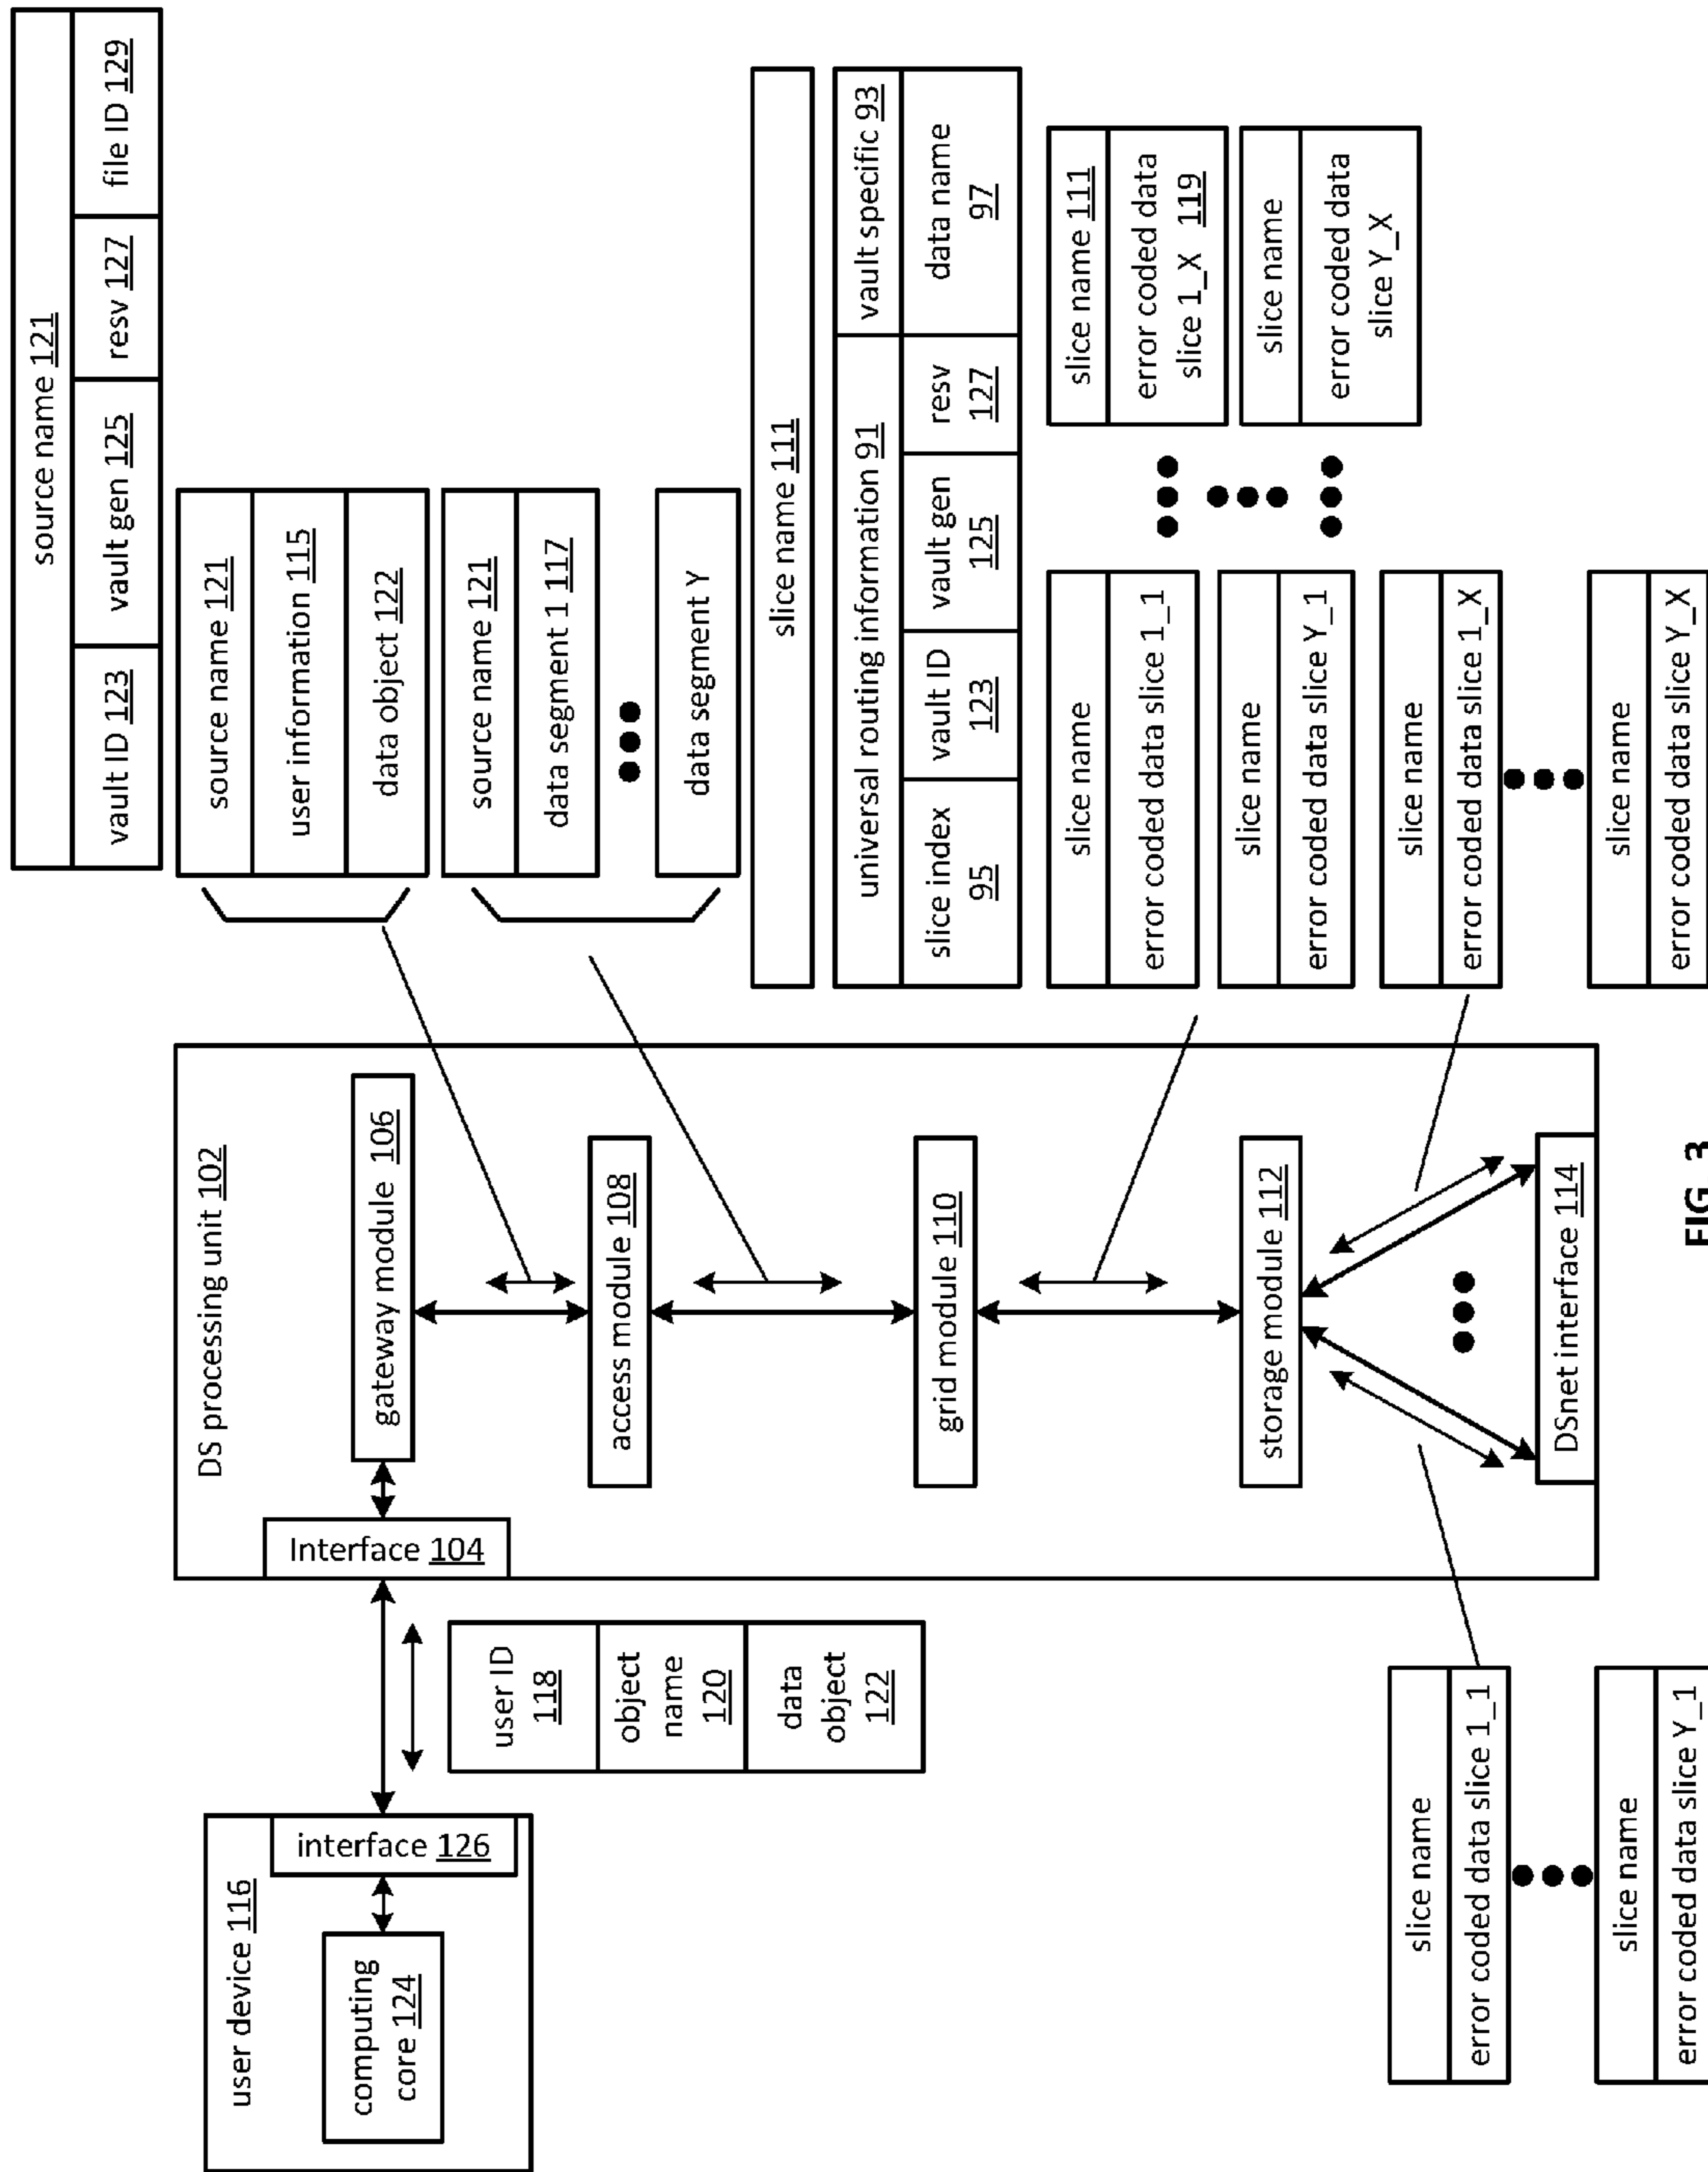 user device 116
computing
core 124
interface 126
user ID
118
object
name
120
data
object
122
DS processing unit 102
Interface 104
gateway module 106
access module 108
grid module 110
storage module 112
DSnet interface 114
source name 121
vault ID 123
vault gen 125
resv 127
file ID 129
source name 121
user information 115
data object 122
source name 121
data segment 1 117
data segment Y
slice name 111
universal routing information 91
vault specific 93
slice index
95
vault ID
123
vault gen
125
resv
127
data name
97
slice name
error coded data slice 1_1
slice name
error coded data slice Y_1
slice name 111
error coded data
slice 1_X 119
slice name
error coded data
slice Y_X
slice name
error coded data slice 1_X
slice name
error coded data slice Y_X
slice name
error coded data slice 1_1
slice name
error coded data slice Y_1
FIG. 3